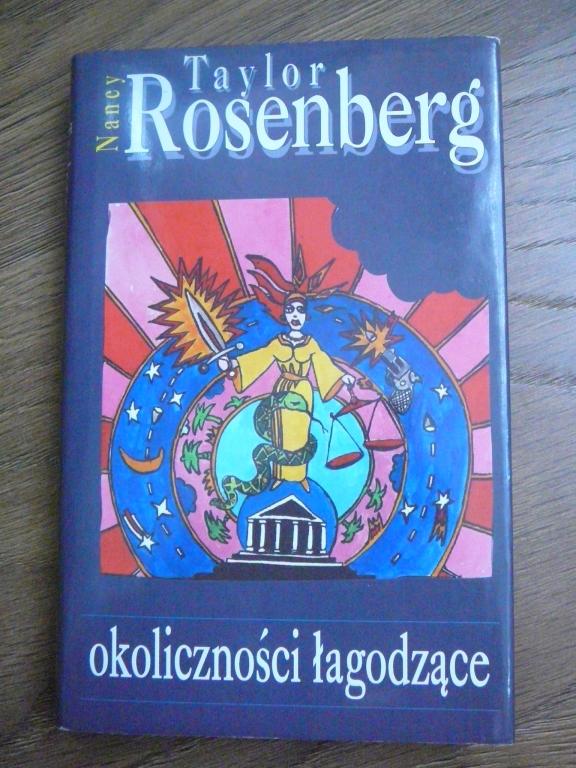 Nancy
Taylor
Rosenberg
okoliczności łagodzące